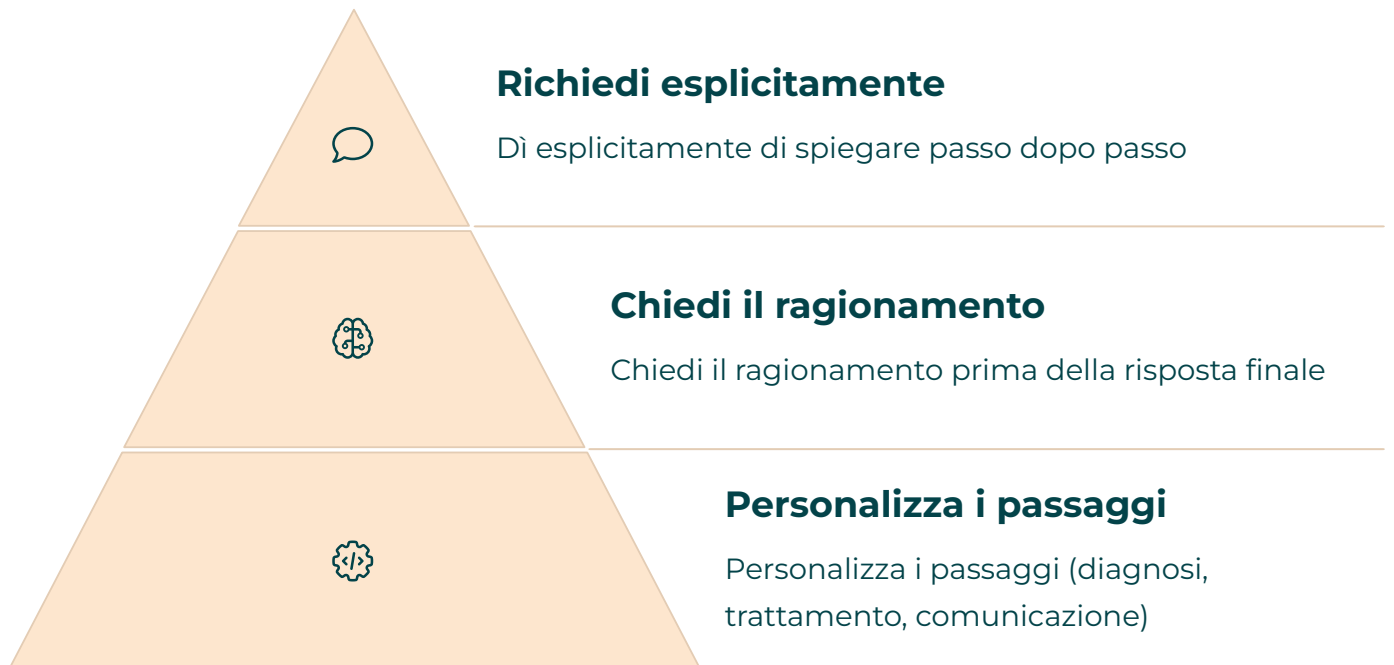 Richiedi esplicitamente
Dì esplicitamente di spiegare passo dopo passo
Chiedi il ragionamento
Chiedi il ragionamento prima della risposta finale
Personalizza i passaggi
Personalizza i passaggi (diagnosi,
trattamento, comunicazione)